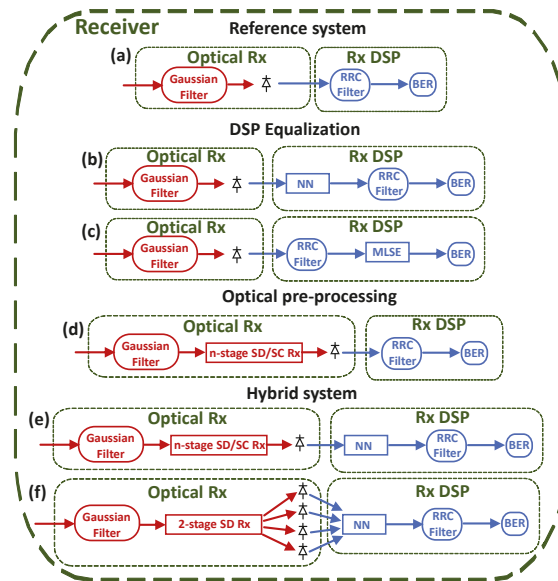 Receiver
Reference system
(a)
Optical Rx
Rx DSP
Gaussian
Filter
RRC
Filter
BER
DSP Equalization
(b)
Optical Rx
Rx DSP
Gaussian
Filter
NN
RRC
Filter
BER
(c)
Optical Rx
Rx DSP
Gaussian
Filter
RRC
Filter
MLSE
BER
Optical pre-processing
(d)
Optical Rx
Rx DSP
Gaussian
Filter
n-stage SD/SC Rx
RRC
Filter
BER
Hybrid system
(e)
Optical Rx
Rx DSP
Gaussian
Filter
n-stage SD/SC Rx
NN
RRC
Filter
BER
(f)
Optical Rx
Rx DSP
Gaussian
Filter
2-stage SD Rx
NN
RRC
Filter
BER